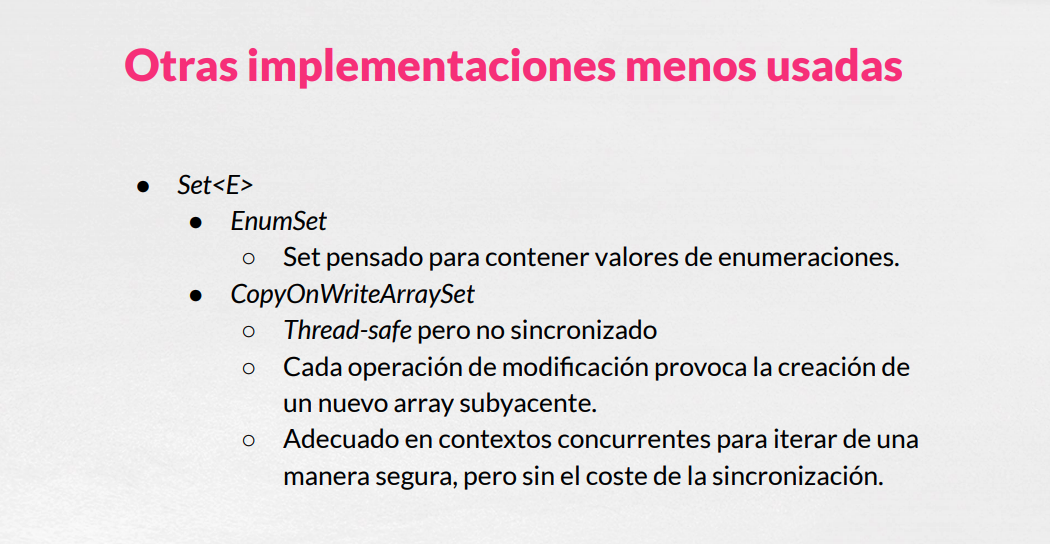 Otras implementaciones menos usadas
● Set<E>
● EnumSet
○ Set pensado para contener valores de enumeraciones.
● CopyOnWriteArraySet
○ Thread-safe pero no sincronizado
○ Cada operación de modificación provoca la creación de
un nuevo array subyacente.
○ Adecuado en contextos concurrentes para iterar de una
manera segura, pero sin el coste de la sincronización.